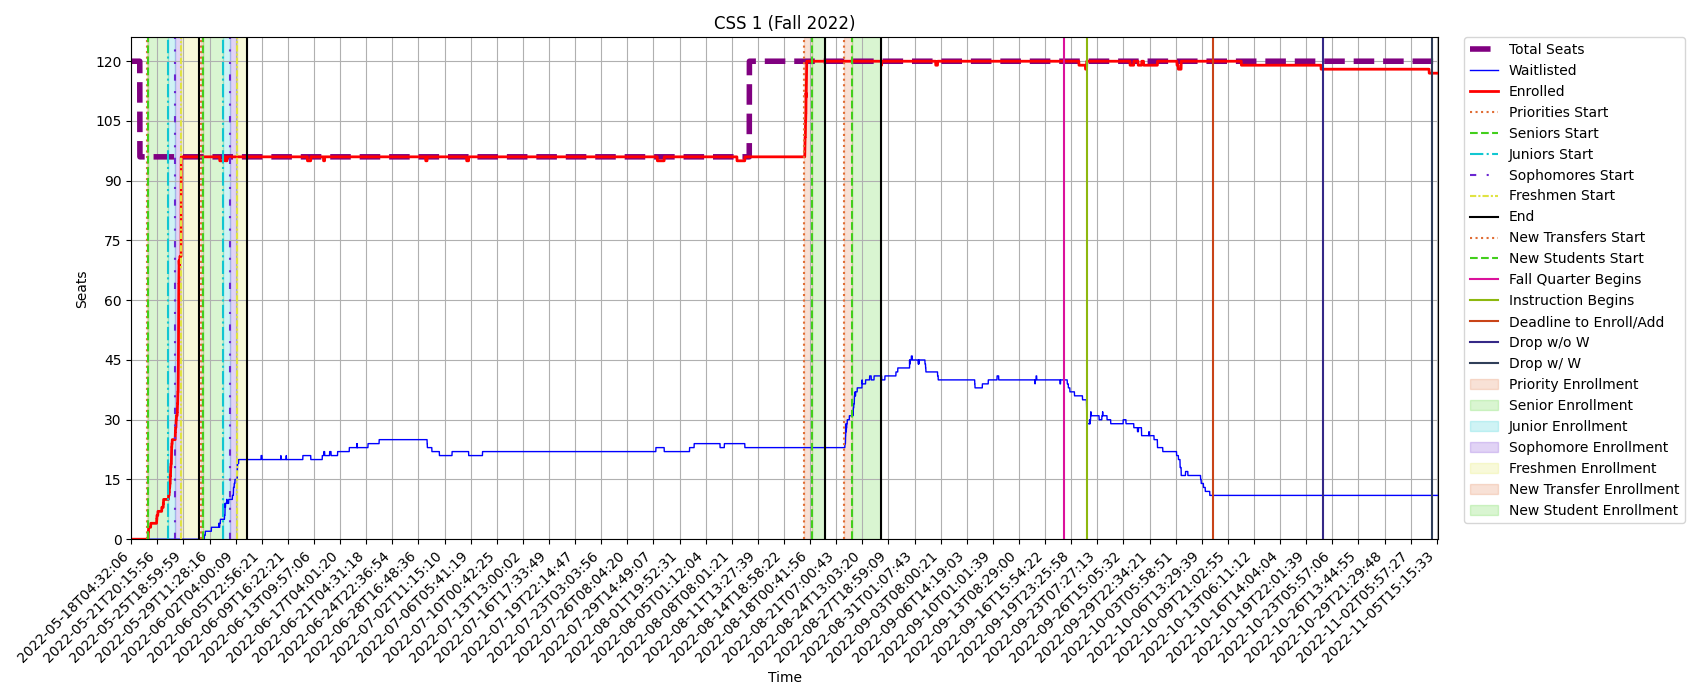 CSS 1 (Fall 2022)
Seats
120
105
90
75
60
45
30
15
0
2022-05-18T04:32:06
2022-05-21T20:15:56
2022-05-25T18:59:59
2022-05-29T11:28:16
2022-06-02T04:00:09
2022-06-05T22:56:21
2022-06-09T16:22:21
2022-06-13T09:57:06
2022-06-17T04:01:20
2022-06-21T04:31:18
2022-06-24T22:36:54
2022-06-28T16:48:36
2022-07-02T11:15:10
2022-07-06T05:41:19
2022-07-10T00:42:25
2022-07-13T13:00:02
2022-07-16T17:33:49
2022-07-19T22:14:47
2022-07-23T03:03:56
2022-07-26T08:04:20
2022-07-29T14:49:07
2022-08-01T19:52:31
2022-08-05T01:12:04
2022-08-08T08:01:21
2022-08-11T13:27:39
2022-08-14T18:58:22
2022-08-18T00:41:56
2022-08-21T07:00:43
2022-08-24T13:03:20
2022-08-27T18:59:09
2022-08-31T01:07:43
2022-09-03T08:00:21
2022-09-06T14:19:03
2022-09-10T01:01:39
2022-09-13T08:29:00
2022-09-16T15:54:22
2022-09-19T23:25:58
2022-09-23T07:27:13
2022-09-26T15:05:32
2022-09-29T22:34:21
2022-10-03T05:58:51
2022-10-06T13:29:39
2022-10-09T21:02:55
2022-10-13T06:11:12
2022-10-16T14:04:04
2022-10-19T22:01:39
2022-10-23T05:57:06
2022-10-26T13:44:55
2022-10-29T21:29:48
2022-11-02T05:57:27
2022-11-05T15:15:33
Time
Total Seats
Waitlisted
Enrolled
Priorities Start
Seniors Start
Juniors Start
Sophomores Start
Freshmen Start
End
New Transfers Start
New Students Start
Fall Quarter Begins
Instruction Begins
Deadline to Enroll/Add
Drop w/o W
Drop w/ W
Priority Enrollment
Senior Enrollment
Junior Enrollment
Sophomore Enrollment
Freshmen Enrollment
New Transfer Enrollment
New Student Enrollment